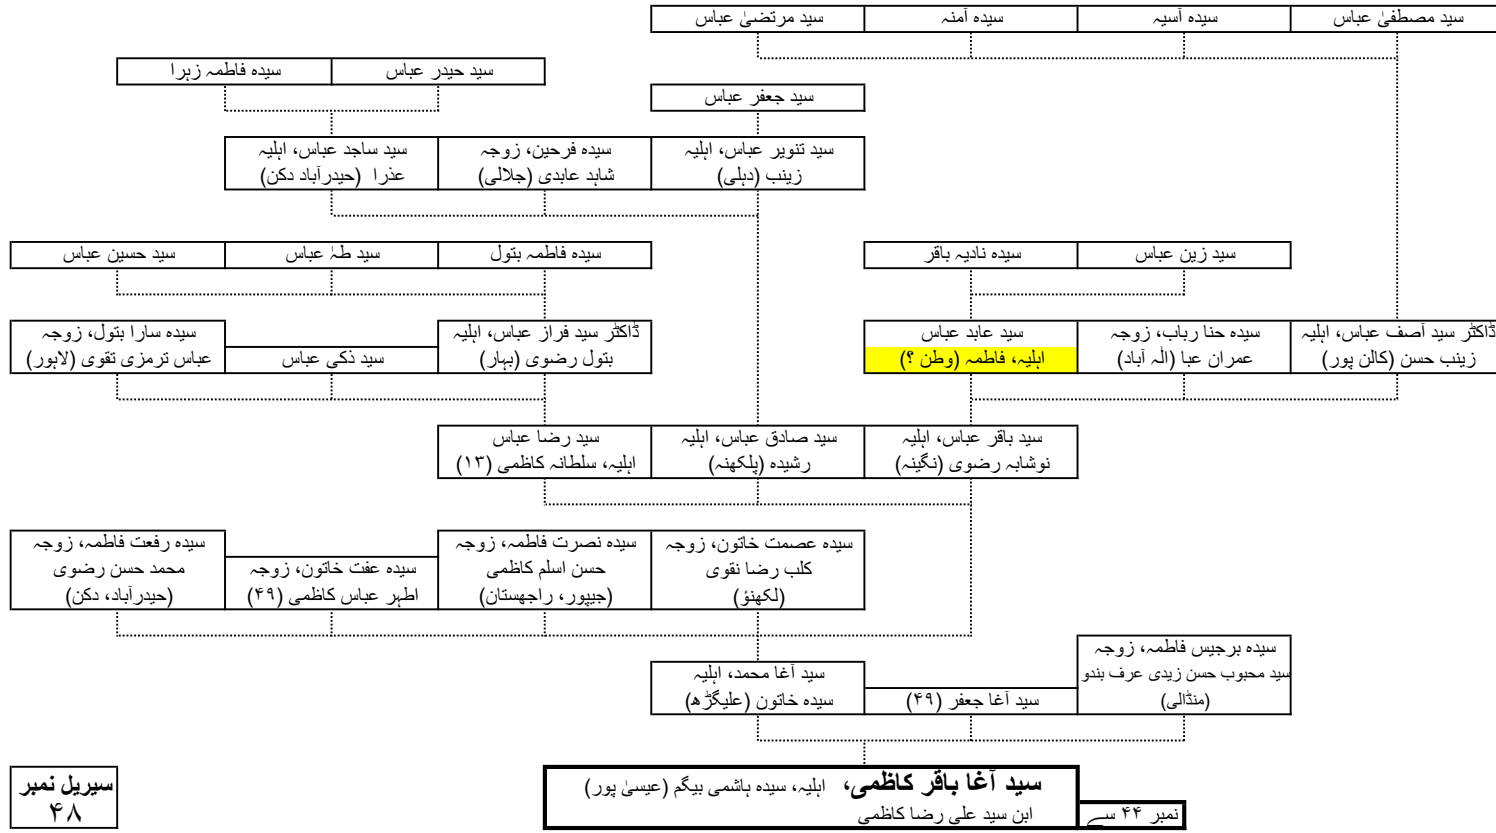 سید مصطفیٰ عباس
سیدہ آسیہ
سیدہ آمنہ
سید مرتضیٰ عباس
سید حیدر عباس
سیدہ فاطمہ زہرا
سید جعفر عباس
سید تنویر عباس، اہلیہ
زینب (دہلی)
سیدہ فرحین، زوجہ
شاہد عابدی (جلالی)
سید ساجد عباس، اہلیہ
عذرا (حیدرآباد دکن)
سید زین عباس
سیدہ نادیہ باقر
سیدہ فاطمہ بتول
سید طہٰ عباس
سید حسین عباس
ڈاکٹر سید آصف عباس، اہلیہ
زینب حسن (کالن پور)
سیدہ حنا رباب، زوجہ
عمران عبا (الٰہ آباد)
سید عابد عباس
اہلیہ، فاطمہ (وطن ؟)
ڈاکٹر سید فراز عباس، اہلیہ
بتول رضوی (بہار)
سید ذکی عباس
سیدہ سارا بتول، زوجہ
عباس ترمزی تقوی (لاہور)
سید باقر عباس، اہلیہ
نوشابہ رضوی (نگینہ)
سید صادق عباس، اہلیہ
رشیدہ (پلکھنہ)
سید رضا عباس
اہلیہ، سلطانہ کاظمی (۱۳)
سیدہ عصمت خاتون، زوجہ
کلب رضا نقوی
(لکھنؤ)
سیدہ نصرت فاطمہ، زوجہ
حسن اسلم کاظمی
(جیپور، راجھستان)
سیدہ عفت خاتون، زوجہ
اطہر عباس کاظمی (۴۹)
سیدہ رفعت فاطمہ، زوجہ
محمد حسن رضوی
(حیدرآباد، دکن)
سیدہ برجیس فاطمہ، زوجہ
سید محبوب حسن زیدی عرف بندو
(منڈالی)
سید آغا جعفر (۴۹)
سید آغا محمد، اہلیہ
سیدہ خاتون (علیگڑھ)
سید آغا باقر کاظمی، اہلیہ، سیدہ ہاشمی بیگم (عیسیٰ پور)
ابن سید علی رضا کاظمی
نمبر ۴۴ سے
سیریل نمبر
۴۸